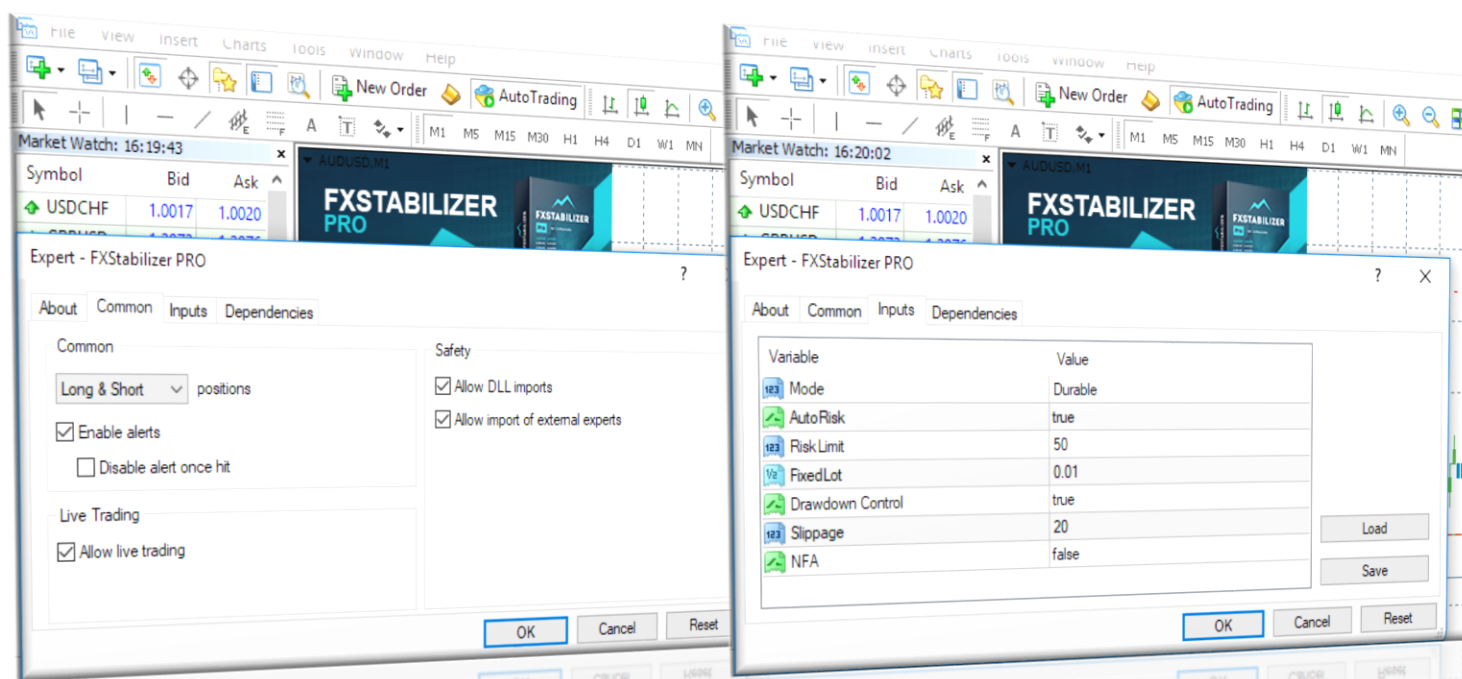 File View Insert Charts Tools Window Help
New Order AutoTrading
A T M1 M5 M15 M30 H1 H4 D1 W1 MN
Market Watch: 16:19:43 x
Symbol Bid Ask
USDCHF 1.0017 1.0020
AUDUSD.M1
FXSTABILIZER
PRO
FXSTABILIZER
Expert - FXStabilizer PRO ?
About Common Inputs Dependencies
Common
Long & Short positions
Enable alerts
Disable alert once hit
Live Trading
Allow live trading
Safety
Allow DLL imports
Allow import of external experts
OK Cancel Reset
File View Insert Charts Tools Window Help
New Order AutoTrading
A T M1 M5 M15 M30 H1 H4 D1 W1 MN
Market Watch: 16:20:02 x
Symbol Bid Ask
USDCHF 1.0017 1.0020
AUDUSD.M1
FXSTABILIZER
PRO
FXSTABILIZER
Expert - FXStabilizer PRO ? X
About Common Inputs Dependencies
Variable Value
123 Mode Durable
AutoRisk true
123 Risk Limit 50
1/2 FixedLot 0.01
Drawdown Control true
123 Slippage 20
NFA false
Load
Save
OK Cancel Reset